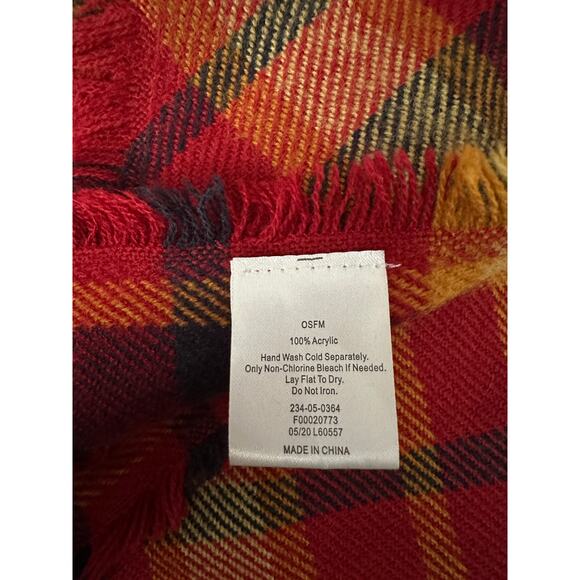 OSFM
100% Acrylic
Hand Wash Cold Separately.
Only Non-Chlorine Bleach If Needed.
Lay Flat To Dry.
Do Not Iron.
234-05-0364
F00020773
05/20 L60557
MADE IN CHINA